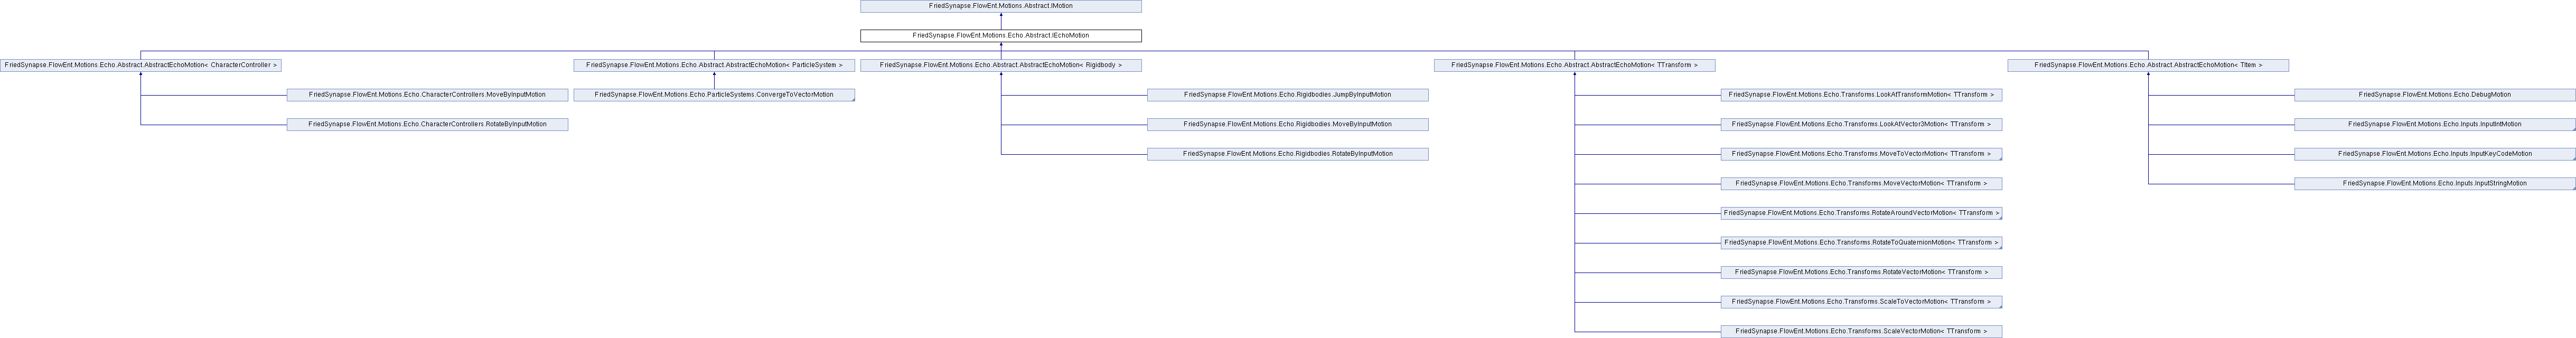 FriedSynapse.FlowEnt.Motions.Abstract.IMotion
FriedSynapse.FlowEnt.Motions.Echo.Abstract.IEchoMotion
FriedSynapse.FlowEnt.Motions.Echo.Abstract.AbstractEchoMotion< CharacterController >
FriedSynapse.FlowEnt.Motions.Echo.Abstract.AbstractEchoMotion< ParticleSystem >
FriedSynapse.FlowEnt.Motions.Echo.Abstract.AbstractEchoMotion< Rigidbody >
FriedSynapse.FlowEnt.Motions.Echo.Abstract.AbstractEchoMotion< TTransform >
FriedSynapse.FlowEnt.Motions.Echo.Abstract.AbstractEchoMotion< TItem >
FriedSynapse.FlowEnt.Motions.Echo.CharacterControllers.MoveByInputMotion
FriedSynapse.FlowEnt.Motions.Echo.ParticleSystems.ConvergeToVectorMotion
FriedSynapse.FlowEnt.Motions.Echo.Rigidbodies.JumpByInputMotion
FriedSynapse.FlowEnt.Motions.Echo.Transforms.LookAtTransformMotion< TTransform >
FriedSynapse.FlowEnt.Motions.Echo.DebugMotion
FriedSynapse.FlowEnt.Motions.Echo.CharacterControllers.RotateByInputMotion
FriedSynapse.FlowEnt.Motions.Echo.Rigidbodies.MoveByInputMotion
FriedSynapse.FlowEnt.Motions.Echo.Transforms.LookAtVector3Motion< TTransform >
FriedSynapse.FlowEnt.Motions.Echo.Inputs.InputIntMotion
FriedSynapse.FlowEnt.Motions.Echo.Rigidbodies.RotateByInputMotion
FriedSynapse.FlowEnt.Motions.Echo.Transforms.MoveToVectorMotion< TTransform >
FriedSynapse.FlowEnt.Motions.Echo.Inputs.InputKeyCodeMotion
FriedSynapse.FlowEnt.Motions.Echo.Transforms.MoveVectorMotion< TTransform >
FriedSynapse.FlowEnt.Motions.Echo.Inputs.InputStringMotion
FriedSynapse.FlowEnt.Motions.Echo.Transforms.RotateAroundVectorMotion< TTransform >
FriedSynapse.FlowEnt.Motions.Echo.Transforms.RotateToQuaternionMotion< TTransform >
FriedSynapse.FlowEnt.Motions.Echo.Transforms.RotateVectorMotion< TTransform >
FriedSynapse.FlowEnt.Motions.Echo.Transforms.ScaleToVectorMotion< TTransform >
FriedSynapse.FlowEnt.Motions.Echo.Transforms.ScaleVectorMotion< TTransform >